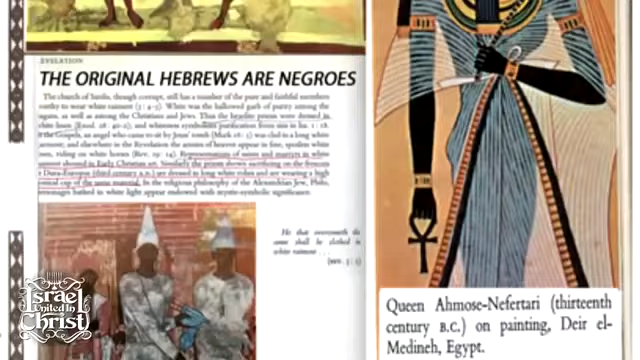 EVELATION
THE ORIGINAL HEBREWS ARE NEGROES
The church of Sardis, though corrupt, still has a number of the pure and faithful members
worthy to wear white raiment (3: 4-5). White was the hallowed garb of purity among the
pagans, as well as among the Christians and Jews. Thus the Israelite priests were dressed in
white linen (Exod. 28: 40-2); and whiteness symbolises purification from sins in Isa. 1: 18.
the Gospels, an angel who came to sit by Jesus' tomb (Mark 16: 5) was clad in a long white
garment; and elsewhere in the Revelation the armies of heaven appear in fine, spotless white
linen, riding on white horses (Rev. 19: 14). Representations of saints and martyrs in white
raiment abound in Early Christian art. Similarly the priests shown sacrificing on the frescoes
Dura-Europus (third century A.D.) are dressed in long white robes and are wearing a high
conical cap of the same material. In the religious philosophy of the Alexandrian Jew, Philo,
personages bathed in white light appear endowed with mystic-symbolic significance.
He that overcometh the
same shall be clothed in
white raiment . . .
[REV. 3: 5]
Israel
United In
Christ
Queen Ahmose-Nefertari (thirteenth
century B.C.) on painting, Deir el-
Medineh, Egypt.